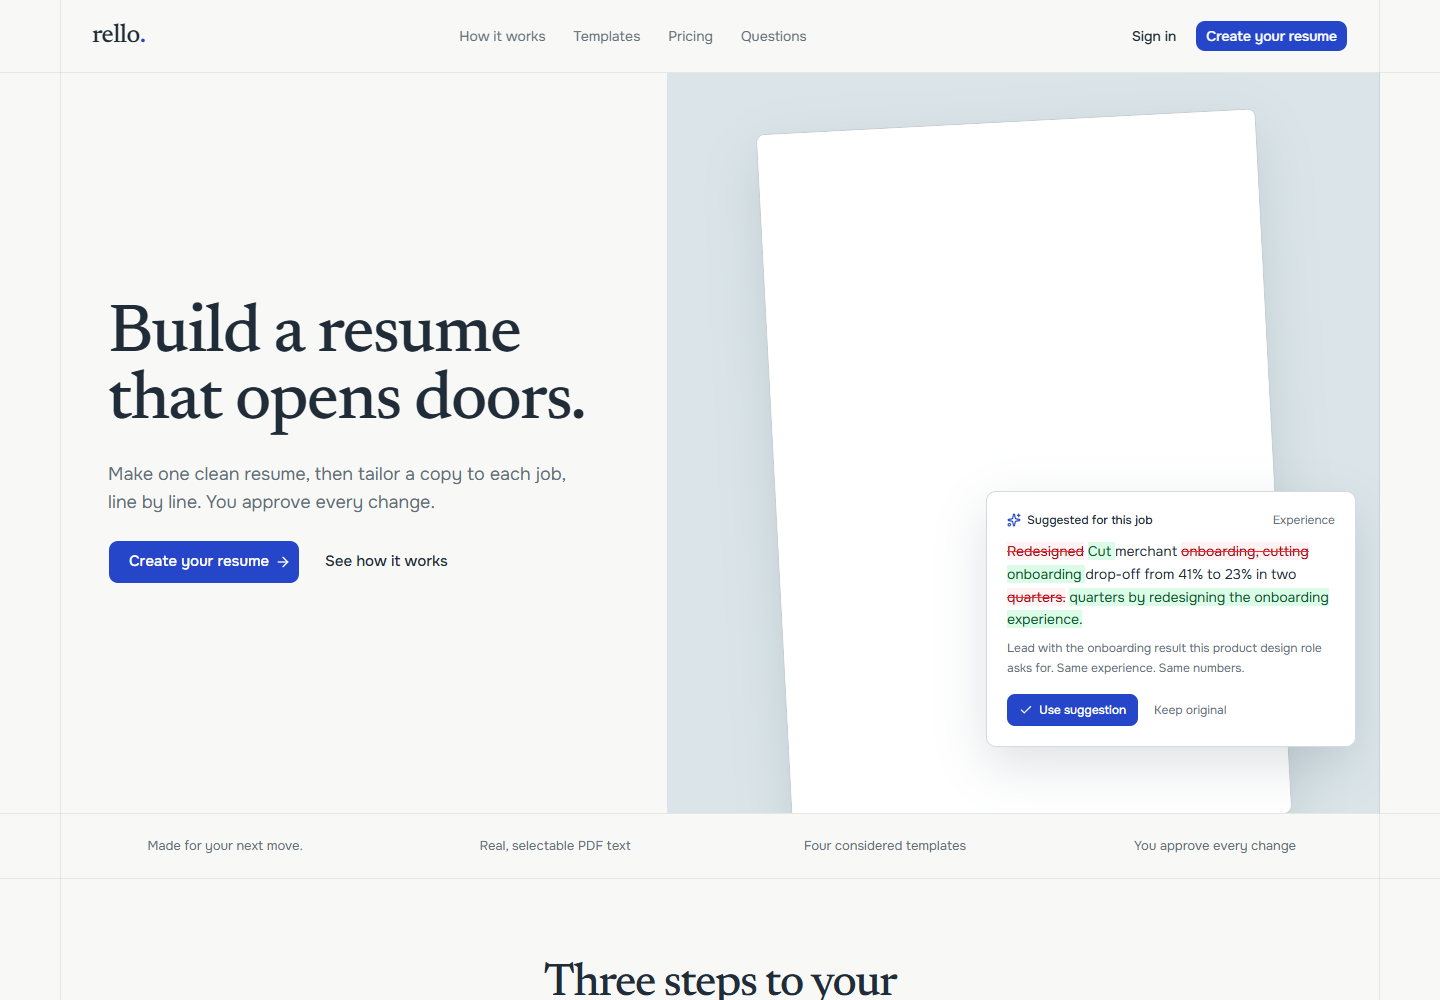 rello.
How it works
Templates
Pricing
Questions
Sign in
Create your resume
Build a resume
that opens doors.
Make one clean resume, then tailor a copy to each job,
line by line. You approve every change.
Create your resume
See how it works
Suggested for this job
Experience
Redesigned Cut merchant onboarding, cutting
onboarding drop-off from 41% to 23% in two
quarters. quarters by redesigning the onboarding
experience.
Lead with the onboarding result this product design role
asks for. Same experience. Same numbers.
Use suggestion
Keep original
Made for your next move.
Real, selectable PDF text
Four considered templates
You approve every change
Three steps to your